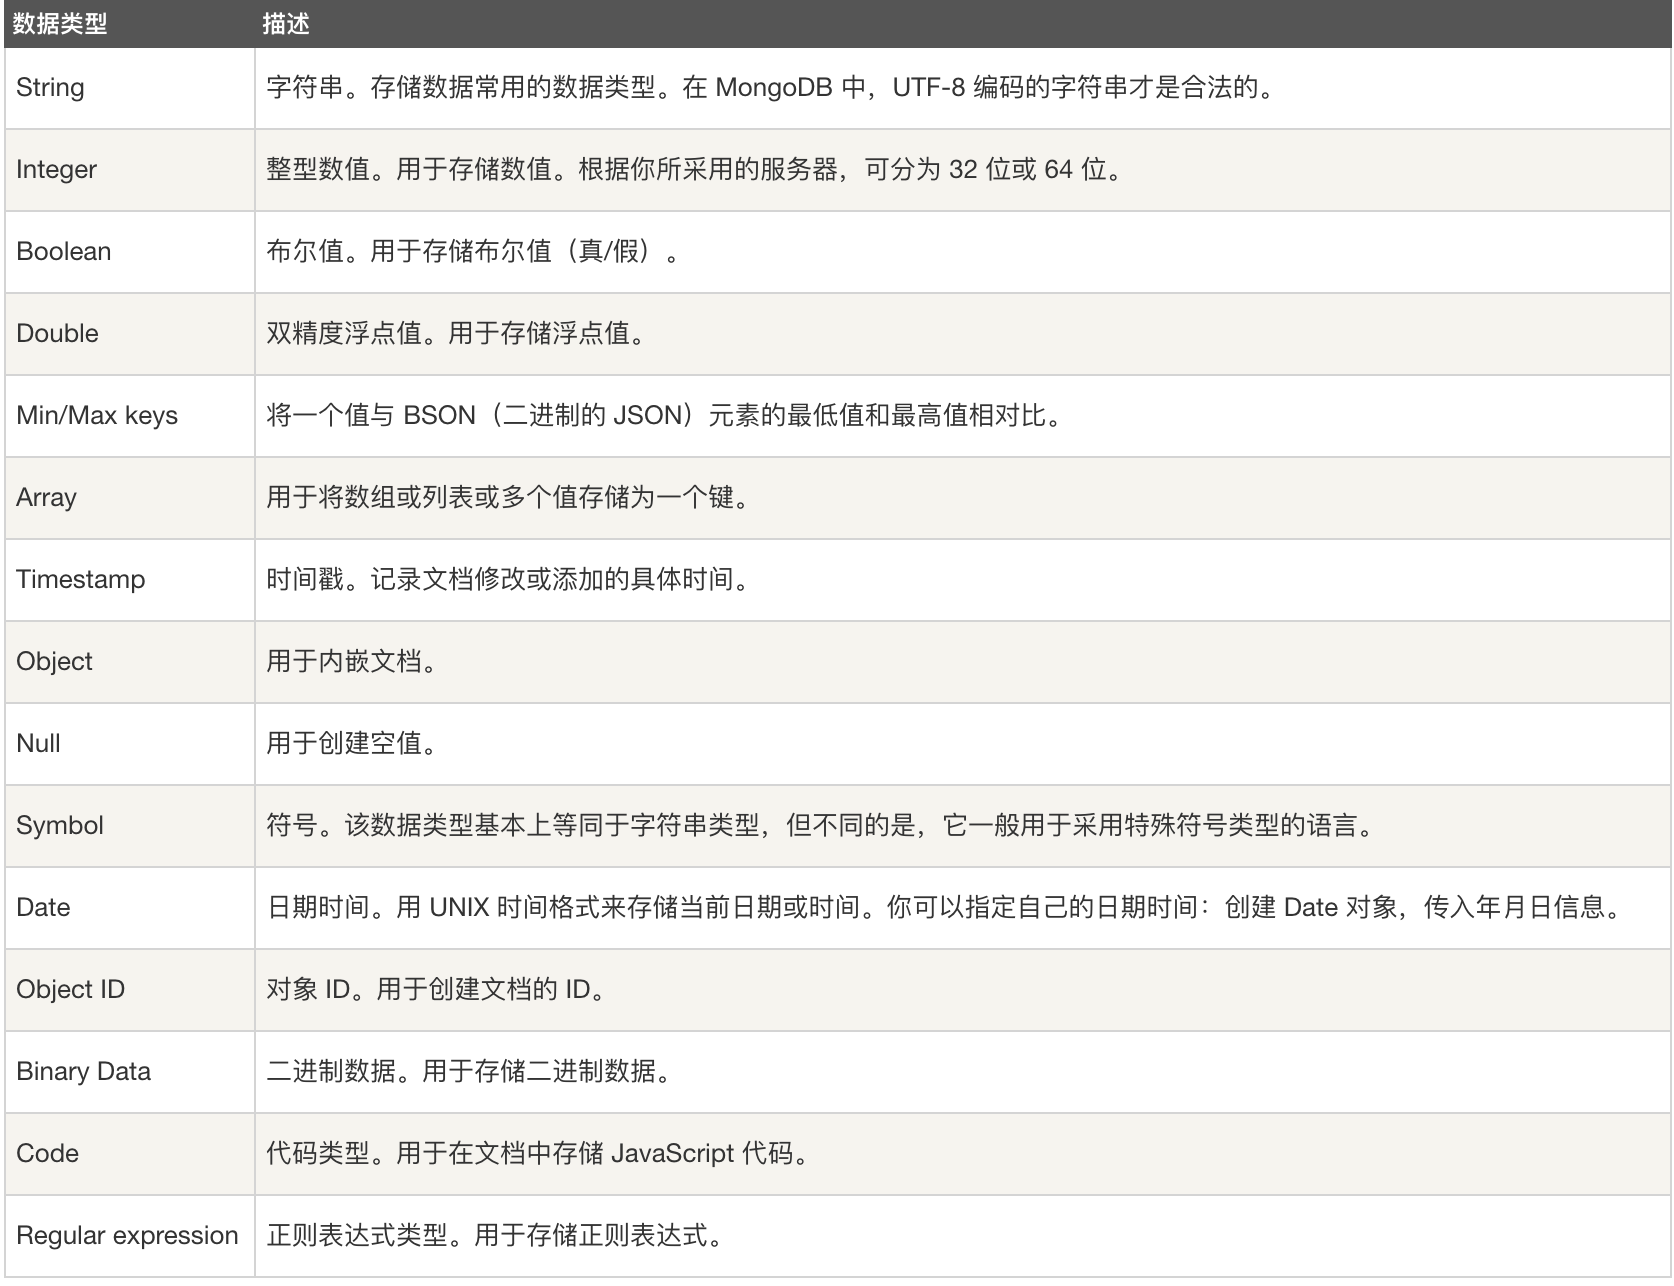 数据类型 描述
String 字符串。存储数据常用的数据类型。在 MongoDB 中，UTF-8 编码的字符串才是合法的。
Integer 整型数值。用于存储数值。根据你所采用的服务器，可分为 32 位或 64 位。
Boolean 布尔值。用于存储布尔值（真/假）。
Double 双精度浮点值。用于存储浮点值。
Min/Max keys 将一个值与 BSON（二进制的 JSON）元素的最低值和最高值相对比。
Array 用于将数组或列表或多个值存储为一个键。
Timestamp 时间戳。记录文档修改或添加的具体时间。
Object 用于内嵌文档。
Null 用于创建空值。
Symbol 符号。该数据类型基本上等同于字符串类型，但不同的是，它一般用于采用特殊符号类型的语言。
Date 日期时间。用 UNIX 时间格式来存储当前日期或时间。你可以指定自己的日期时间：创建 Date 对象，传入年月日信息。
Object ID 对象 ID。用于创建文档的 ID。
Binary Data 二进制数据。用于存储二进制数据。
Code 代码类型。用于在文档中存储 JavaScript 代码。
Regular expression 正则表达式类型。用于存储正则表达式。